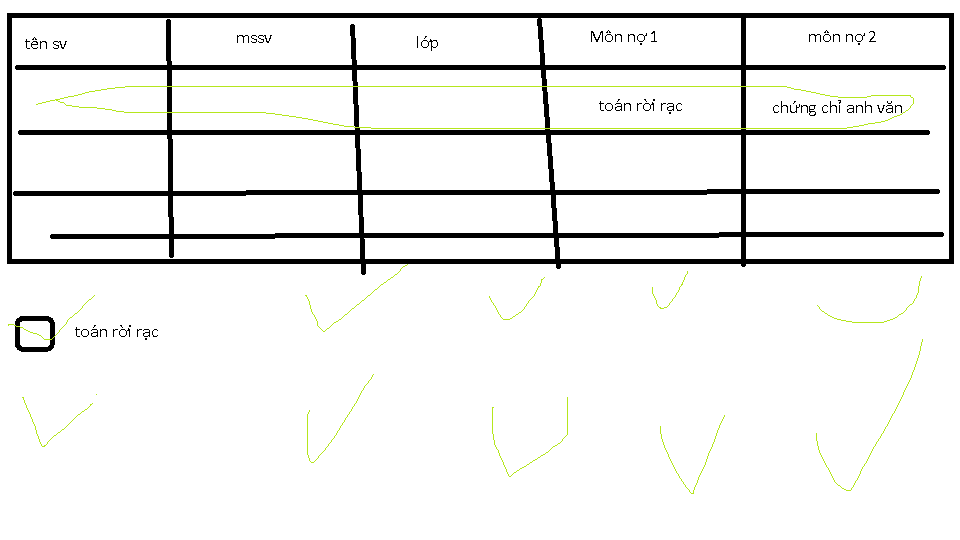 tên sv
mssv
lớp
Môn nợ 1
môn nợ 2
toán rời rạc
chứng chỉ anh văn
toán rời rạc